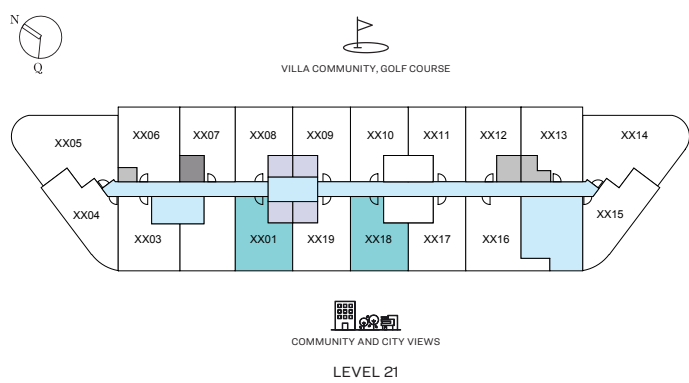 N
Q
VILLA COMMUNITY, GOLF COURSE
XX05
XX06
XX07
XX08
XX09
XX10
XX11
XX12
XX13
XX14
XX04
XX03
XX01
XX19
XX18
XX17
XX16
XX15
COMMUNITY AND CITY VIEWS
LEVEL 21